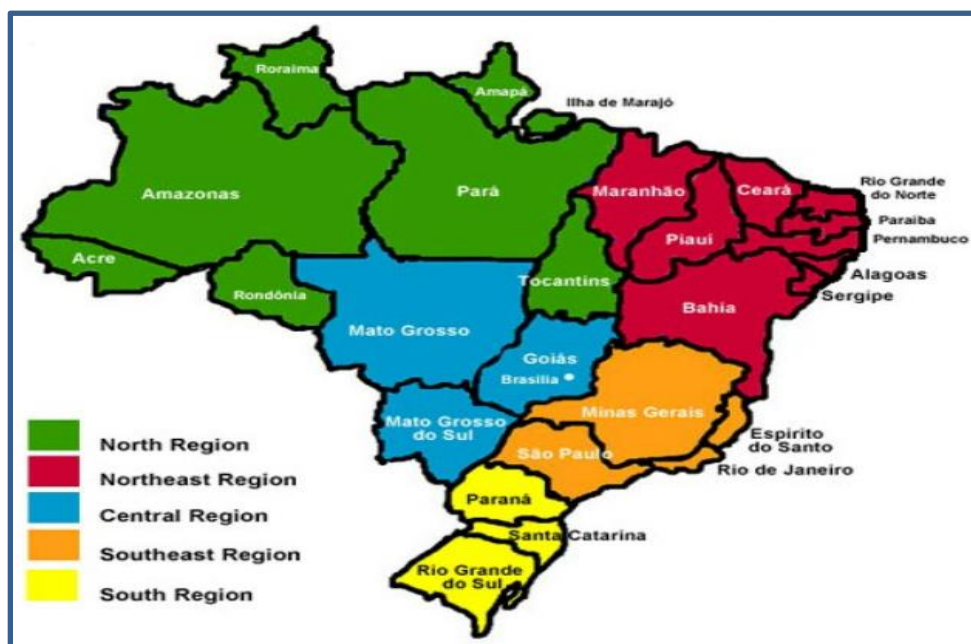 Roraima
Amapá
Ilha de Marajó
Amazonas
Pará
Maranhão
Ceará
Rio Grande
do Norte
Paraiba
Piaui
Pernambuco
Acre
Rondônia
Tocantins
Alagoas
Sergipe
Bahia
Mato Grosso
Goiás
Brasilia
Mato Grosso
do Sul
Minas Gerais
Espirito
do Santo
São Paulo
Rio de Janeiro
Paraná
Santa Catarina
Rio Grande
do Sul
North Region
Northeast Region
Central Region
Southeast Region
South Region